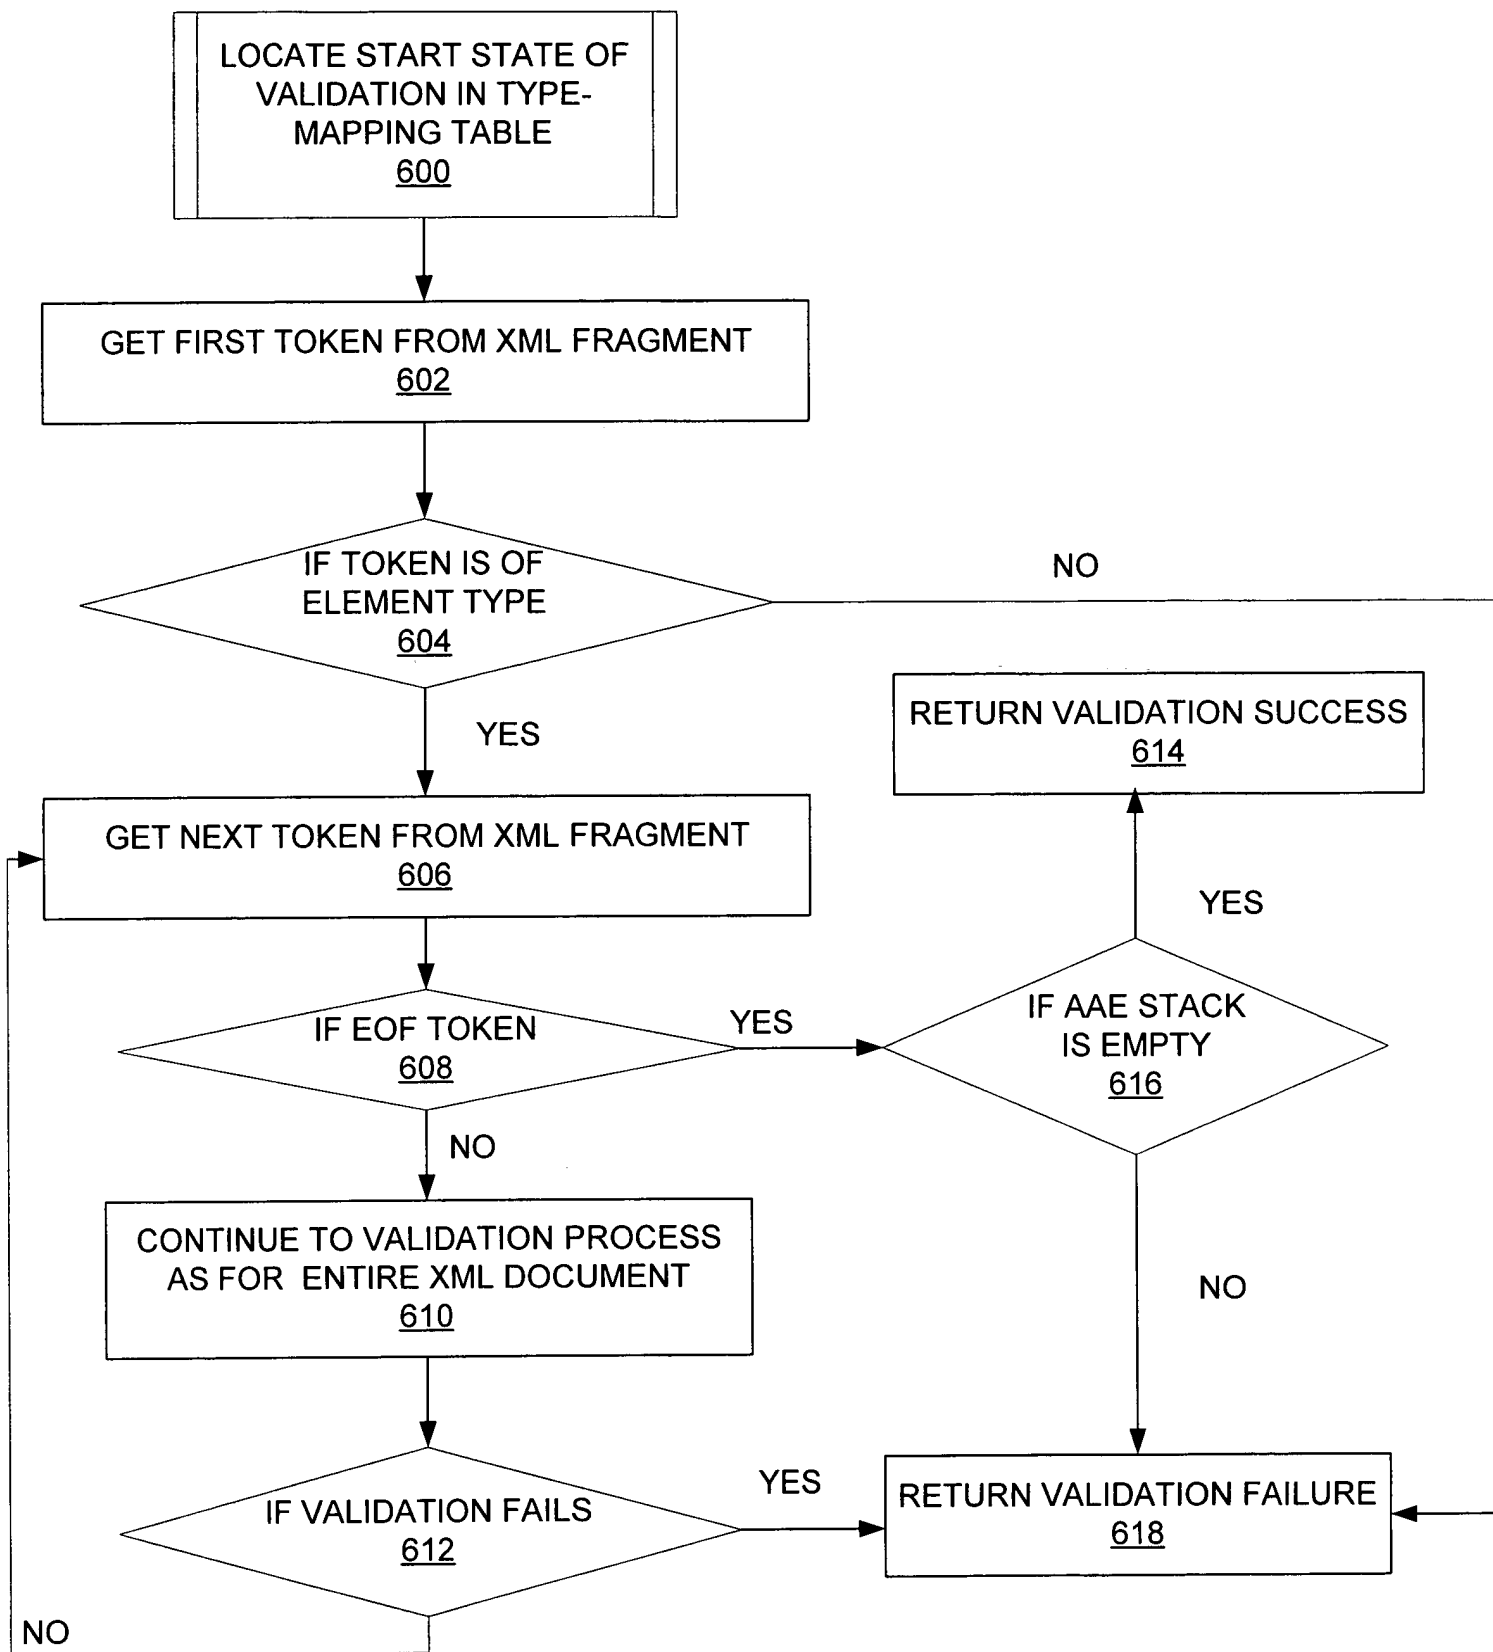 LOCATE START STATE OF
VALIDATION IN TYPE-
MAPPING TABLE
600
GET FIRST TOKEN FROM XML FRAGMENT
602
IF TOKEN IS OF
ELEMENT TYPE
604
NO
YES
RETURN VALIDATION SUCCESS
614
GET NEXT TOKEN FROM XML FRAGMENT
606
YES
IF EOF TOKEN
608
YES
IF AAE STACK
IS EMPTY
616
NO
CONTINUE TO VALIDATION PROCESS
AS FOR ENTIRE XML DOCUMENT
610
NO
IF VALIDATION FAILS
612
YES
RETURN VALIDATION FAILURE
618
NO